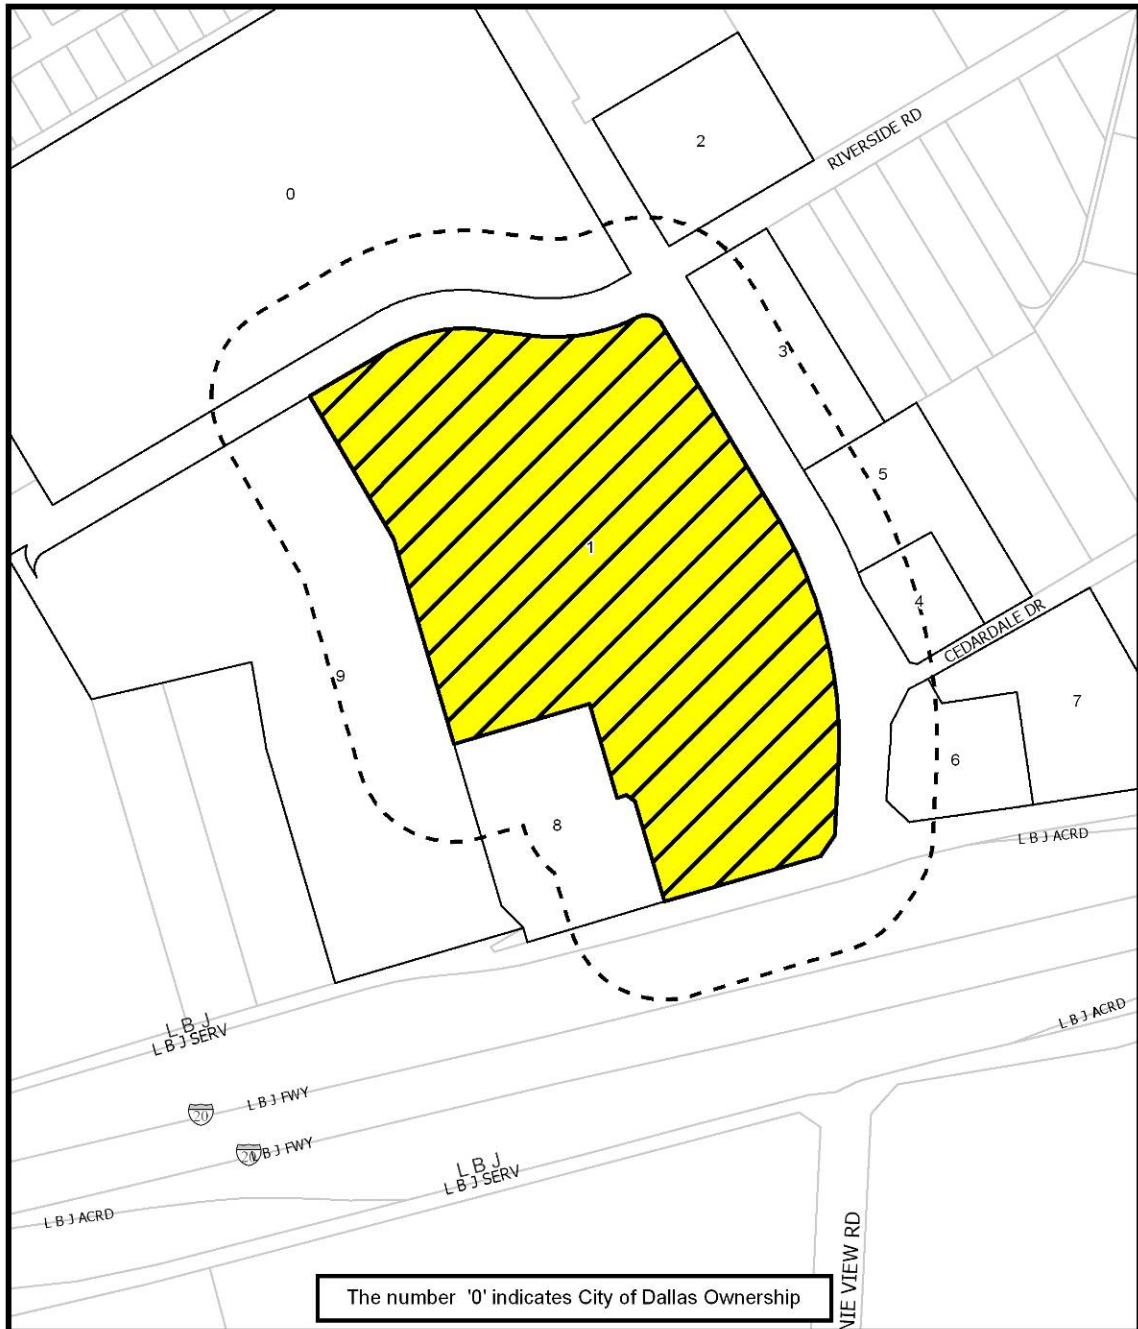 2
RIVERSIDE RD
0
3
5
1
4
CEDARDALE DR
9
7
6
8
L B J ACRD
L B J
L B J SERV
L B J ACRD
L B J FWY
20
20
L B J FWY
L B J
L B J SERV
L B J ACRD
NIE VIEW RD
The number '0' indicates City of Dallas Ownership